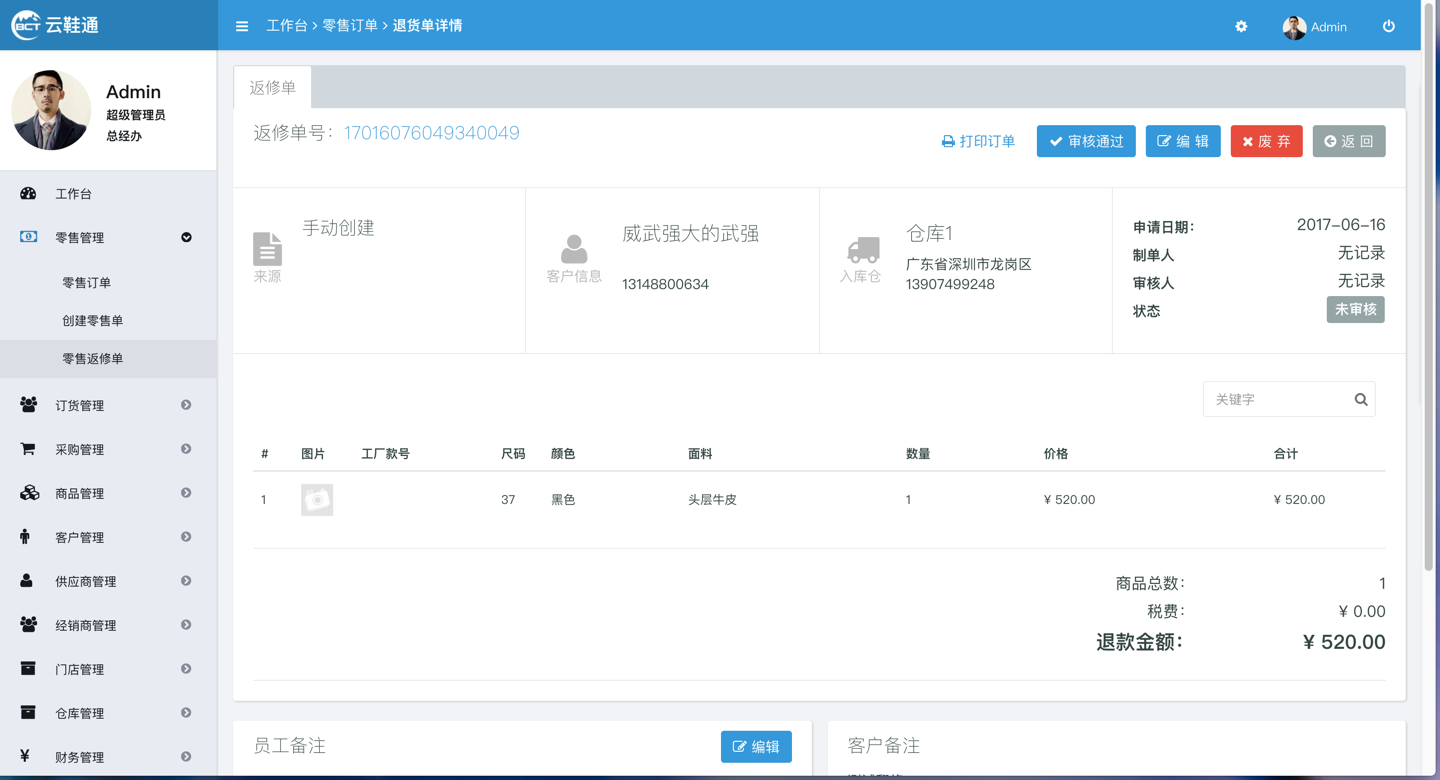 BCT 云鞋通
工作台 > 零售订单 > 退货单详情
Admin
Admin
超级管理员
总经办
工作台
零售管理
零售订单
创建零售单
零售返修单
订货管理
采购管理
商品管理
客户管理
供应商管理
经销商管理
门店管理
仓库管理
¥ 财务管理
返修单
返修单号: 17016076049340049
打印订单 审核通过 编 辑 废 弃 返 回
手动创建
来源
威武强大的武强
客户信息
13148800634
仓库1
入库仓
广东省深圳市龙岗区
13907499248
申请日期: 2017-06-16
制单人 无记录
审核人 无记录
状态 未审核
关键字
# 图片 工厂款号 尺码 颜色 面料 数量 价格 合计
1 37 黑色 头层牛皮 1 ¥ 520.00 ¥ 520.00
商品总数: 1
税费: ¥ 0.00
退款金额: ¥ 520.00
员工备注 编辑
客户备注